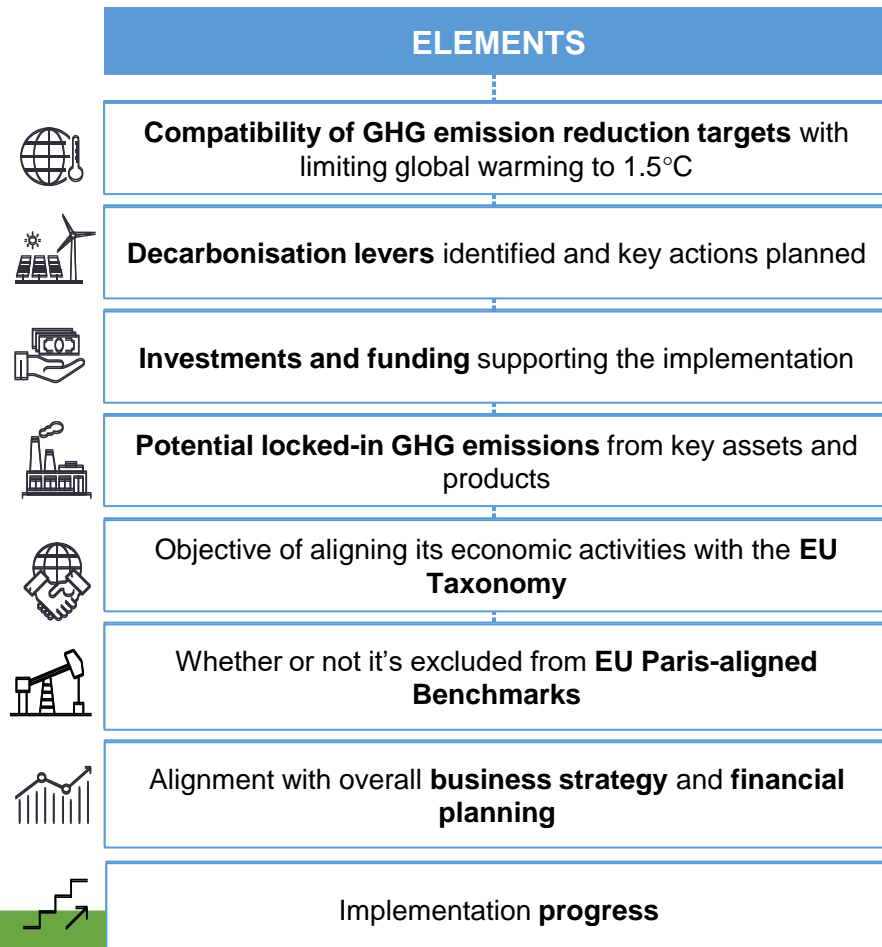 ELEMENTS
Compatibility of GHG emission reduction targets with
limiting global warming to 1.5°C
Decarbonisation levers identified and key actions planned
Investments and funding supporting the implementation
Potential locked-in GHG emissions from key assets and
products
Objective of aligning its economic activities with the EU
Taxonomy
Whether or not it's excluded from EU Paris-aligned
Benchmarks
Alignment with overall business strategy and financial
planning
Implementation progress